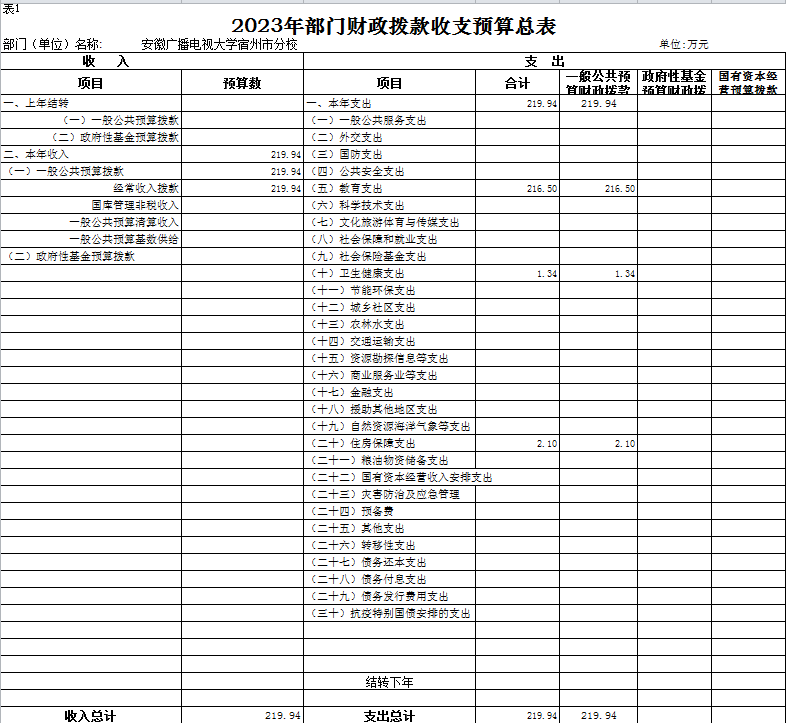 表1
2023年部门财政拨款收支预算总表
部门（单位）名称: 安徽广播电视大学宿州市分校 单位:万元
收 入 支 出
项目 预算数 项目 合计 一般公共预算财政拨款 政府性基金预算财政拨 国有资本经营预算拨款
一、上年结转 一、本年支出 219.94 219.94
（一）一般公共预算拨款 （一）一般公共服务支出
（二）政府性基金预算拨款 （二）外交支出
二、本年收入 219.94 （三）国防支出
（一）一般公共预算拨款 219.94 （四）公共安全支出
经常收入拨款 219.94 （五）教育支出 216.50 216.50
国库管理非税收入 （六）科学技术支出
一般公共预算清算收入 （七）文化旅游体育与传媒支出
一般公共预算基数供给 （八）社会保障和就业支出
（二）政府性基金预算拨款 （九）社会保险基金支出
（十）卫生健康支出 1.34 1.34
（十一）节能环保支出
（十二）城乡社区支出
（十三）农林水支出
（十四）交通运输支出
（十五）资源勘探信息等支出
（十六）商业服务业等支出
（十七）金融支出
（十八）援助其他地区支出
（十九）自然资源海洋气象等支出
（二十）住房保障支出 2.10 2.10
（二十一）粮油物资储备支出
（二十二）国有资本经营收入安排支出
（二十三）灾害防治及应急管理
（二十四）预备费
（二十五）其他支出
（二十六）转移性支出
（二十七）债务还本支出
（二十八）债务付息支出
（二十九）债务发行费用支出
（三十）抗疫特别国债安排的支出
结转下年
收入总计 219.94 支出总计 219.94 219.94